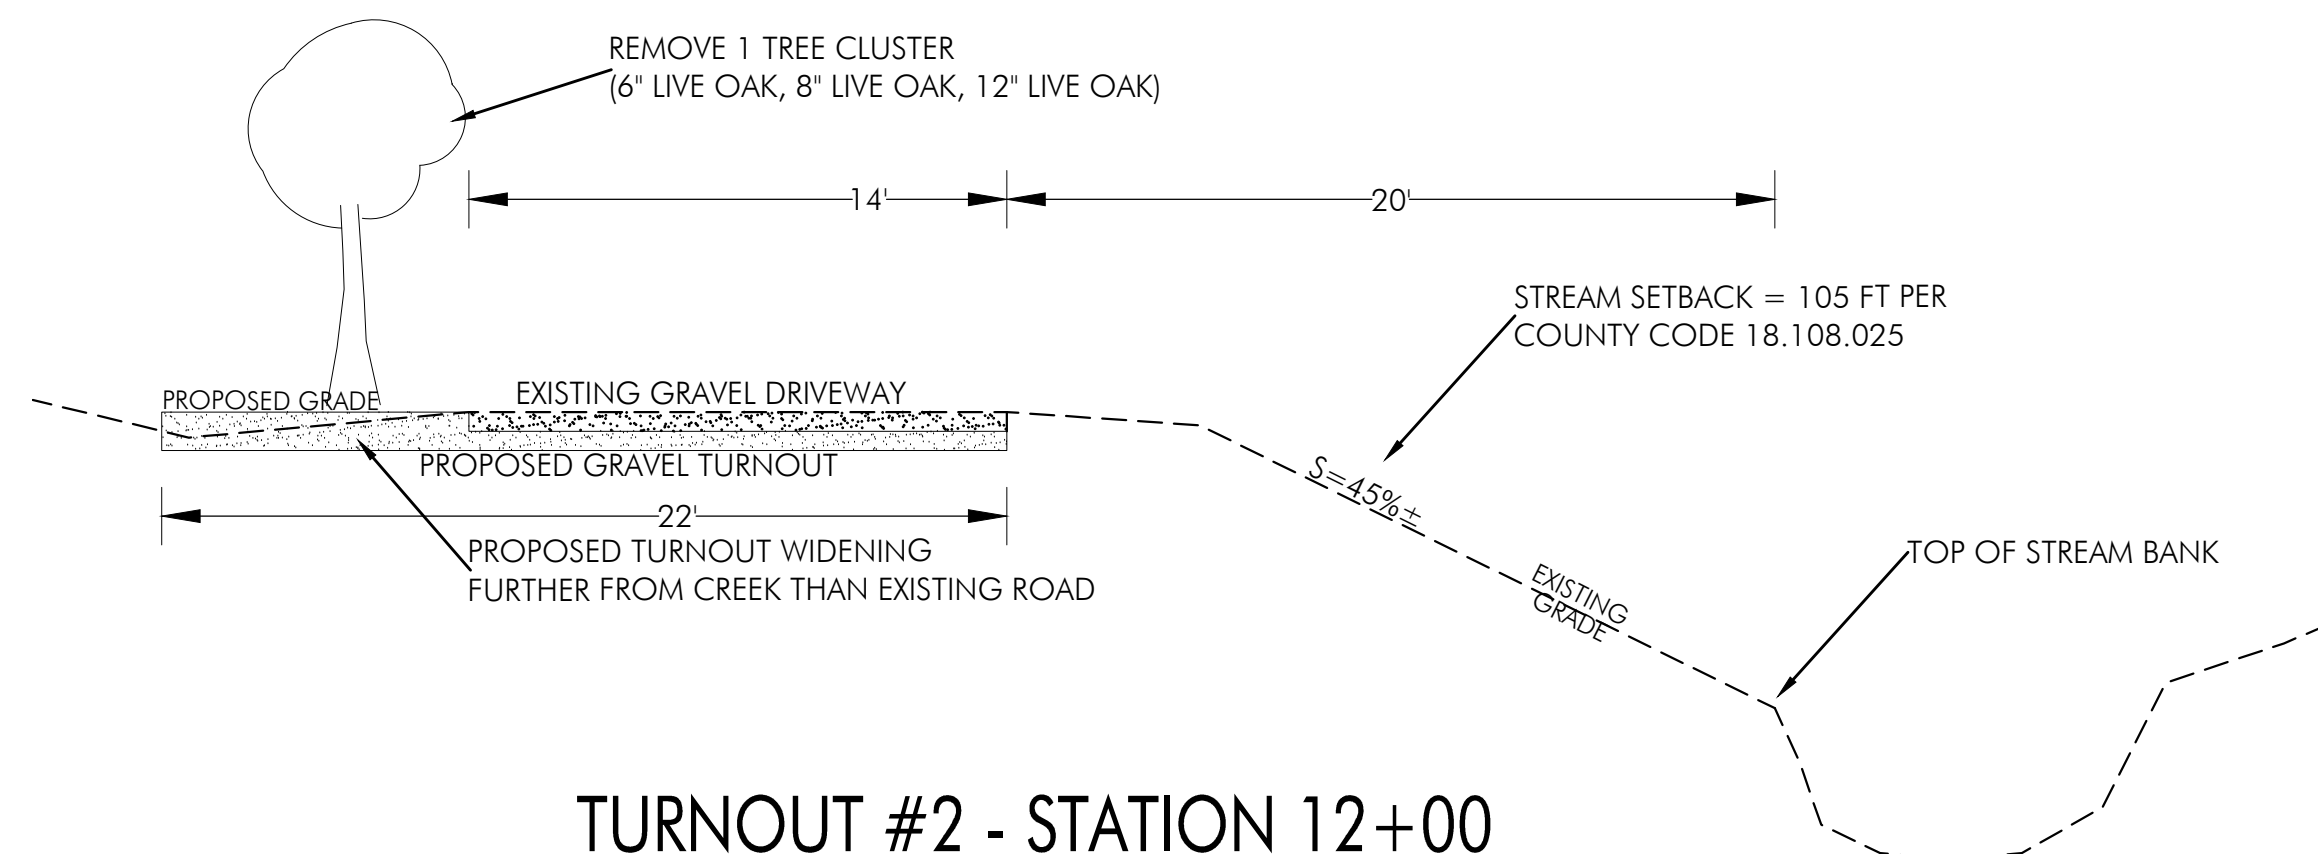 REMOVE 1 TREE CLUSTER
(6" LIVE OAK, 8" LIVE OAK, 12" LIVE OAK)
14'
20'
STREAM SETBACK = 105 FT PER
COUNTY CODE 18.108.025
PROPOSED GRADE
EXISTING GRAVEL DRIVEWAY
PROPOSED GRAVEL TURNOUT
S=45%±
22'
PROPOSED TURNOUT WIDENING
FURTHER FROM CREEK THAN EXISTING ROAD
EXISTING
GRADE
TOP OF STREAM BANK
TURNOUT #2 - STATION 12+00